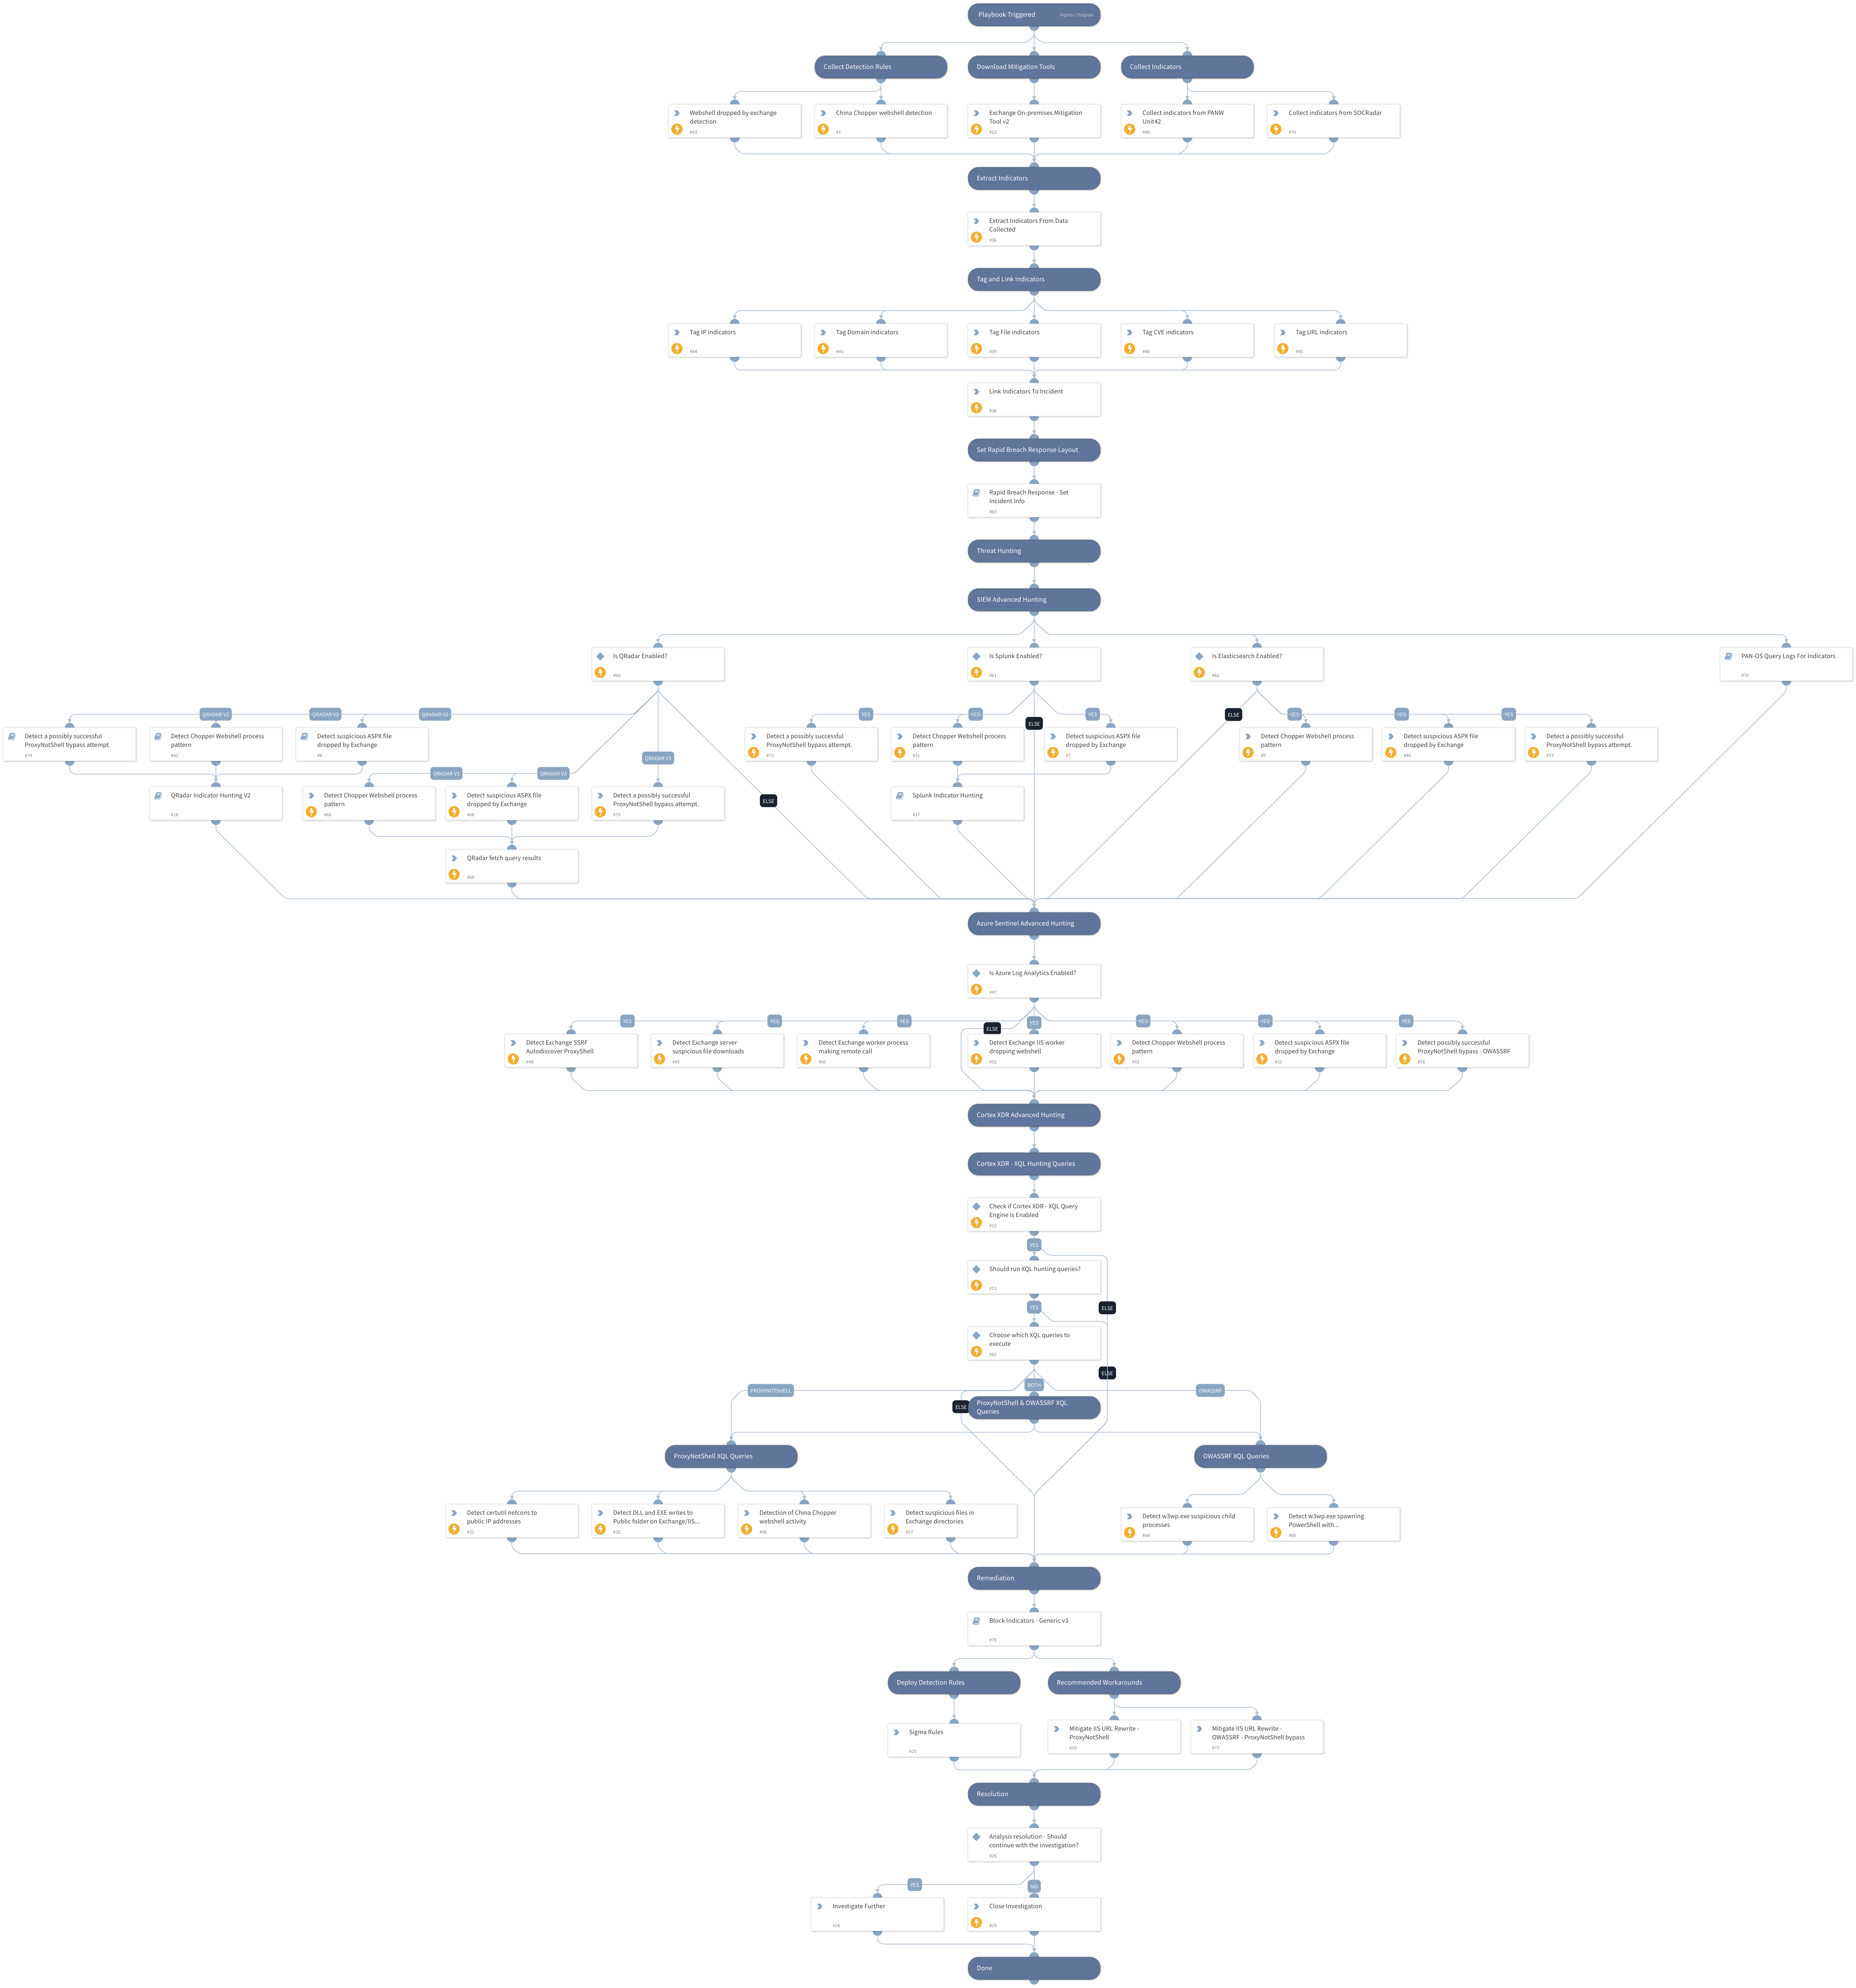 Playbook Triggered
Inputs / Outputs
Collect Detection Rules
Download Mitigation Tools
Collect Indicators
Webshell dropped by exchange
detection
#43
China Chopper webshell detection
#1
Exchange On-premises Mitigation
Tool v2
#23
Collect indicators from PANW
Unit42
#80
Collect indicators from SOCRadar
#79
Extract Indicators
Extract Indicators From Data
Collected
#36
Tag and Link Indicators
Tag IP indicators
#44
Tag Domain indicators
Tag File indicators
#39
Tag CVE indicators
#40
Tag URL indicators
#45
Link Indicators To Incident
#38
Set Rapid Breach Response Layout
Rapid Breach Response - Set
Incident Info
#65
Threat Hunting
SIEM Advanced Hunting
Is QRadar Enabled?
#60
Is Splunk Enabled?
#61
Is Elasticsearch Enabled?
PAN-OS Query Logs For Indicators
QRADAR V2
QRADAR V2
QRADAR V2
YES
YES
ELSE
YES
ELSE
YES
YES
YES
Detect a possibly successful
ProxyNotShell bypass attempt
#74
Detect Chopper Webshell process
pattern
Detect suspicious ASPX file
dropped by Exchange
Detect a possibly successful
ProxyNotShell bypass attempt.
#72
Detect Chopper Webshell process
pattern
#31
Detect suspicious ASPX file
dropped by Exchange
#7
Detect Chopper Webshell process
pattern
#9
Detect suspicious ASPX file
dropped by Exchange
#46
Detect a possibly successful
ProxyNotShell bypass attempt.
#73
QRADAR V3
QRADAR V3
QRADAR V3
QRadar Indicator Hunting V2
#18
Detect Chopper Webshell process
pattern
#66
Detect suspicious ASPX file
dropped by Exchange
#68
Detect a possibly successful
ProxyNotShell bypass attempt.
#75
ELSE
Splunk Indicator Hunting
#17
QRadar fetch query results
#69
Azure Sentinel Advanced Hunting
Is Azure Log Analytics Enabled?
#47
YES
YES
YES
ELSE
YES
YES
YES
YES
Detect Exchange SSRF
Autodiscover ProxyShell
#48
Detect Exchange server
suspicious file downloads
#49
Detect Exchange worker process
making remote call
#50
Detect Exchange IIS worker
dropping webshell
#52
Detect Chopper Webshell process
pattern
#53
Detect suspicious ASPX file
dropped by Exchange
#51
Detect possibly successful
ProxyNotShell bypass - OWASSRF
#76
Cortex XDR Advanced Hunting
Cortex XDR - XQL Hunting Queries
Check if Cortex XDR - XQL Query
Engine is Enabled
#12
YES
Should run XQL hunting queries?
#11
ELSE
YES
Choose which XQL queries to
execute
ELSE
PROXYNOTSHELL
BOTH
OWASSRF
ELSE
ProxyNotShell & OWASSRF XQL
Queries
ProxyNotShell XQL Queries
OWASSRF XQL Queries
Detect certutil netcons to
public IP addresses
#22
Detect DLL and EXE writes to
Public folder on Exchange/IIS...
#32
Detection of China Chopper
webshell activity
#56
Detect suspicious files in
Exchange directories
#57
Detect w3wp.exe suspicious child
processes
#84
Detect w3wp.exe spawning
PowerShell with...
#85
Remediation
Block Indicators - Generic v3
#78
Deploy Detection Rules
Recommended Workarounds
Sigma Rules
Mitigate IIS URL Rewrite -
ProxyNotShell
#59
Mitigate IIS URL Rewrite -
OWASSRF - ProxyNotShell bypass
#77
Resolution
Analysis resolution - Should
continue with the investigation?
YES
NO
Investigate Further
#28
Close Investigation
Done